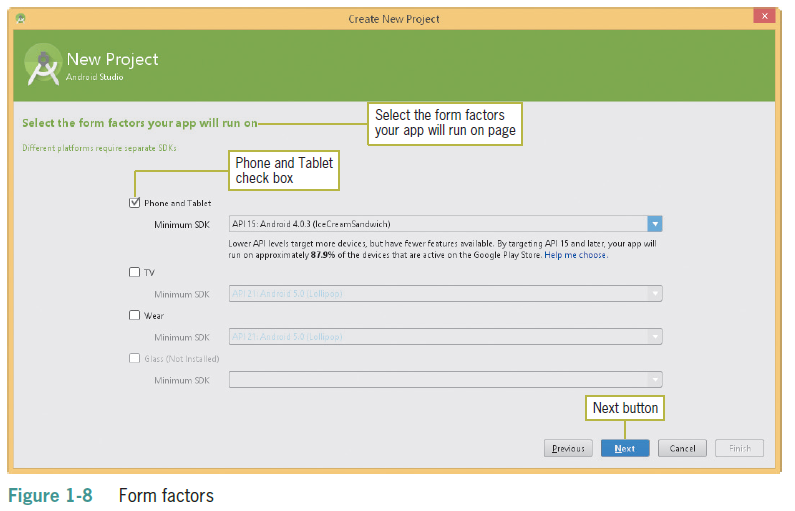 Create New Project
New Project
Android Studio
Select the form factors your app will run on
Select the form factors
your app will run on page
Different platforms require separate SDKs
Phone and Tablet
check box
Phone and Tablet
Minimum SDK
API 15: Android 4.0.3 (IceCreamSandwich)
Lower API levels target more devices, but have fewer features available. By targeting API 15 and later, your app will
run on approximately 87.9% of the devices that are active on the Google Play Store. Help me choose.
TV
Minimum SDK
API 21: Android 5.0 (Lollipop)
Wear
Minimum SDK
API 21: Android 5.0 (Lollipop)
Glass (Not Installed)
Minimum SDK
Next button
Previous
Next
Cancel
Finish
Figure 1-8 Form factors